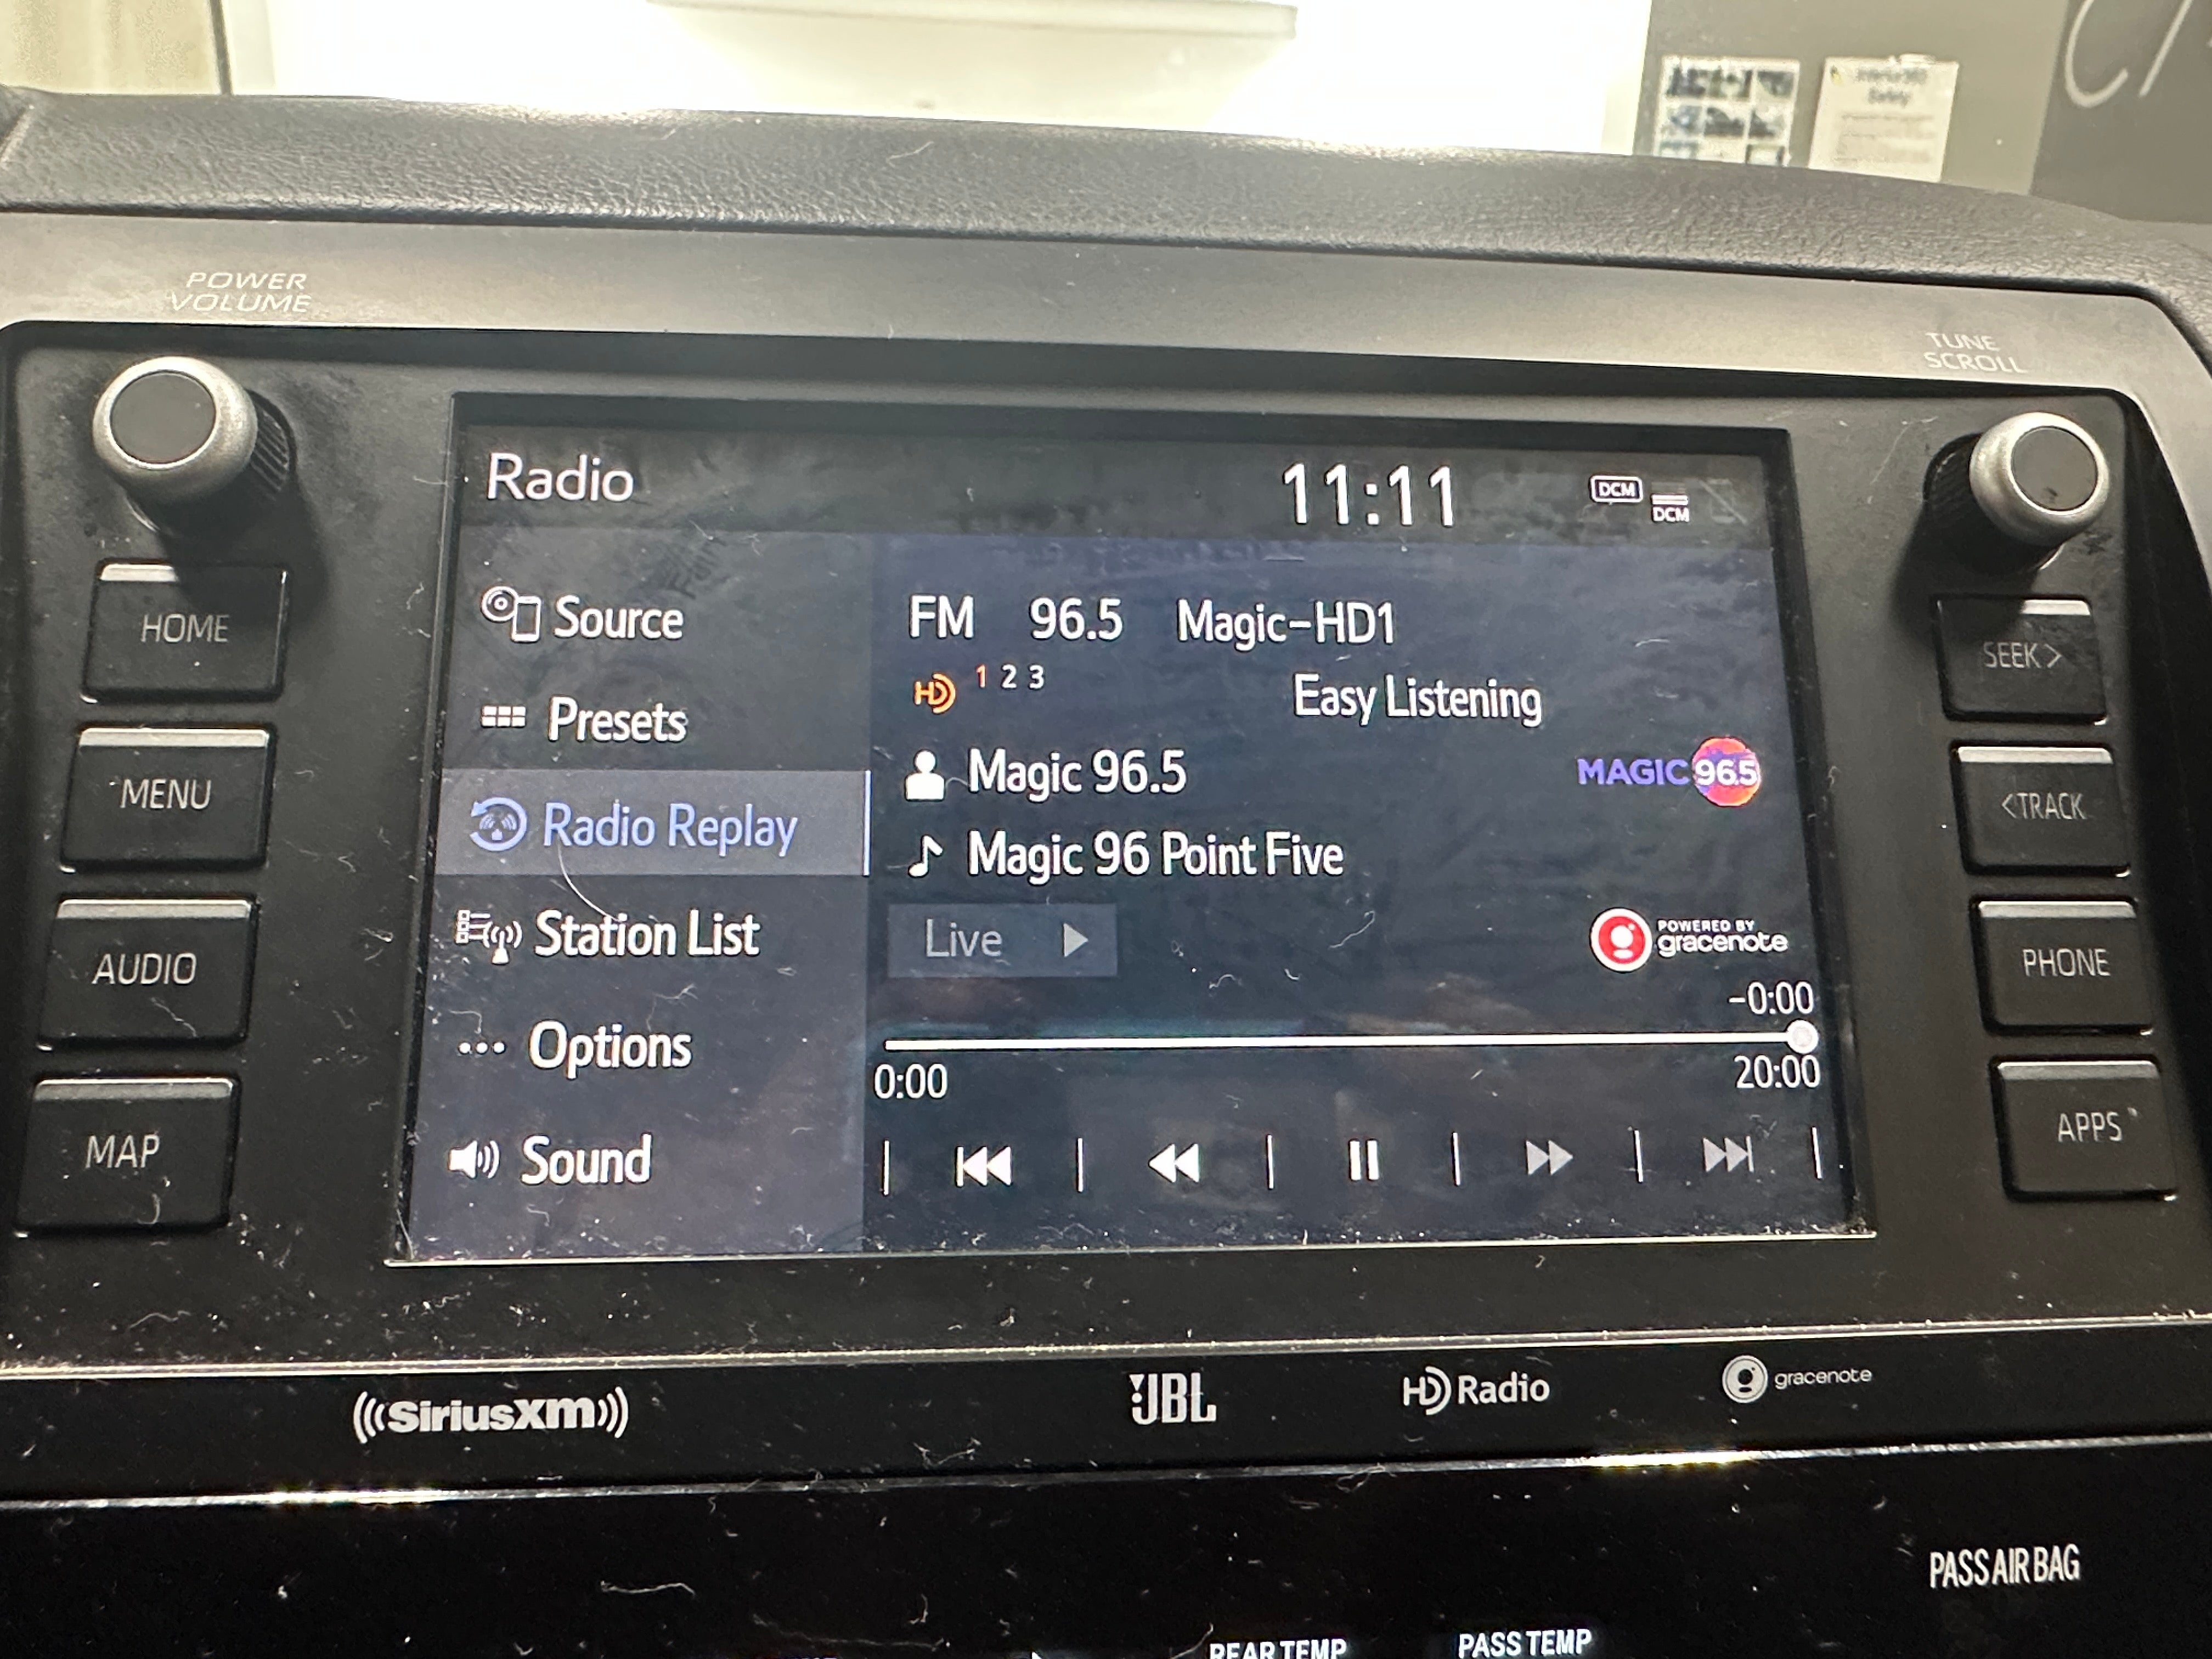 POWER
VOLUME
TUNE
SCROLL
Radio
11:11
DCM
DCM
HOME
MENU
AUDIO
MAP
Source
Presets
Radio Replay
Station List
Options
Sound
FM 96.5 Magic-HD1
HD 1 2 3
Easy Listening
Magic 96.5
MAGIC 96.5
Magic 96 Point Five
Live
POWERED BY
gracenote
-0:00
0:00
20:00
SEEK >
< TRACK
PHONE
APPS
((SiriusXM))
JBL
HD Radio
gracenote
PASS AIR BAG
REAR TEMP
PASS TEMP